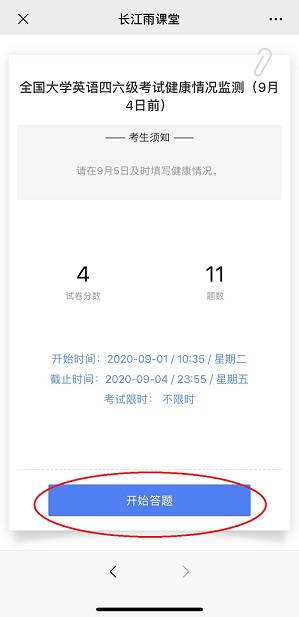 长江雨课堂
全国大学英语四六级考试健康情况监测（9月
4日前）
考生须知
请在9月5日及时填写健康情况。
4 11
试卷分数 题数
开始时间：2020-09-01 / 10:35 / 星期二
截止时间：2020-09-04 / 23:55 / 星期五
考试限时： 不限时
开始答题